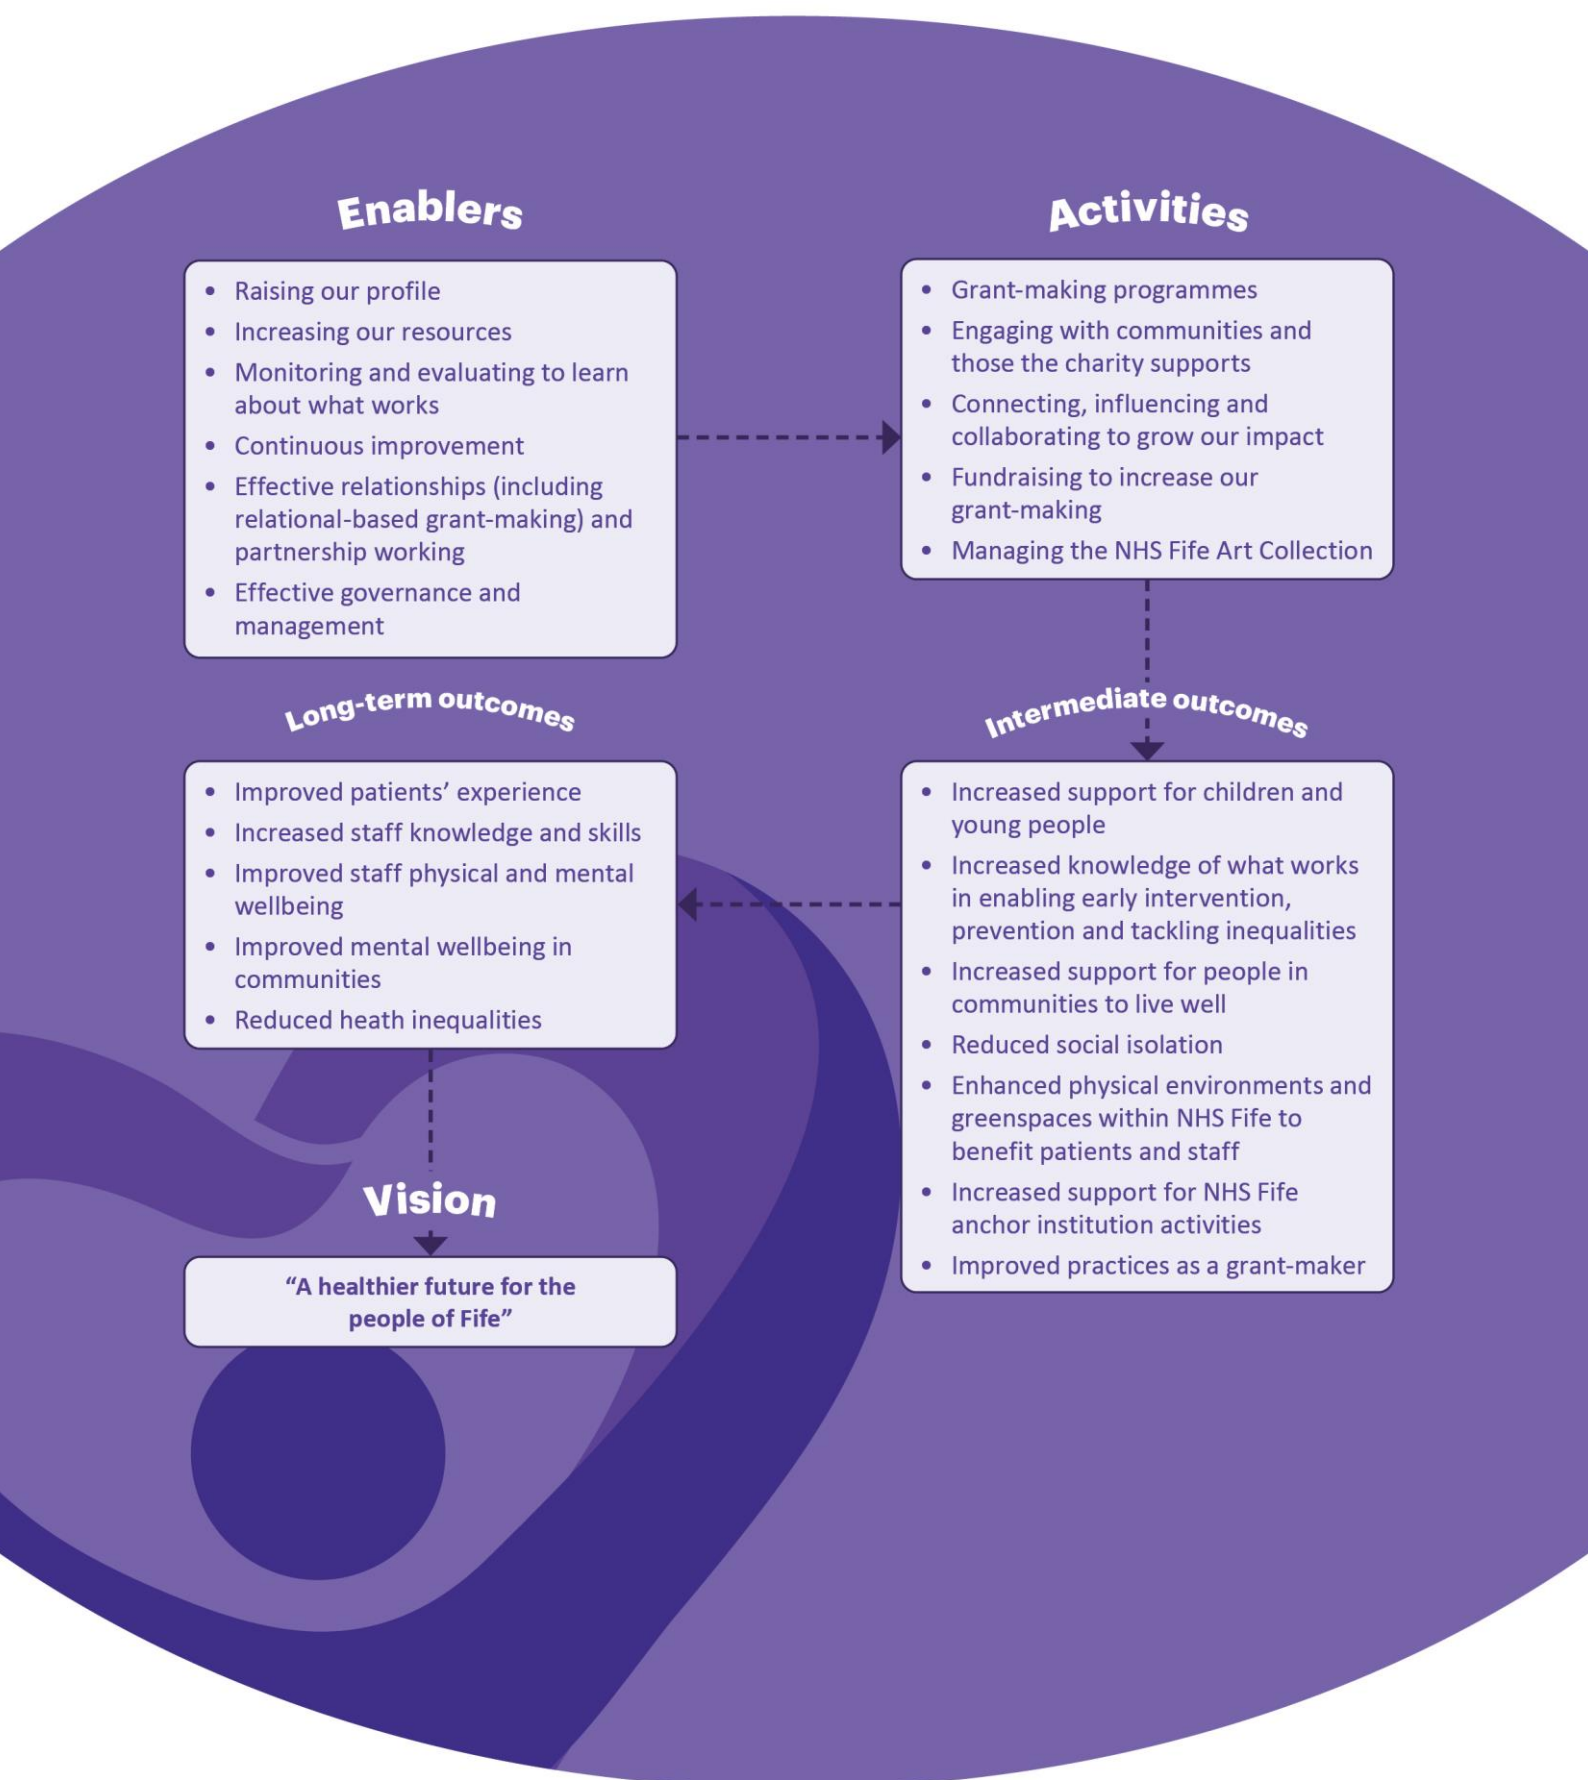 Enablers
• Raising our profile
• Increasing our resources
• Monitoring and evaluating to learn
about what works
• Continuous improvement
• Effective relationships (including
relational-based grant-making) and
partnership working
• Effective governance and
management
Activities
• Grant-making programmes
• Engaging with communities and
those the charity supports
• Connecting, influencing and
collaborating to grow our impact
• Fundraising to increase our
grant-making
• Managing the NHS Fife Art Collection
Intermediate outcomes
• Increased support for children and
young people
• Increased knowledge of what works
in enabling early intervention,
prevention and tackling inequalities
• Increased support for people in
communities to live well
• Reduced social isolation
• Enhanced physical environments and
greenspaces within NHS Fife to
benefit patients and staff
• Increased support for NHS Fife
anchor institution activities
• Improved practices as a grant-maker
Long-term outcomes
• Improved patients’ experience
• Increased staff knowledge and skills
• Improved staff physical and mental
wellbeing
• Improved mental wellbeing in
communities
• Reduced heath inequalities
Vision
“A healthier future for the
people of Fife”